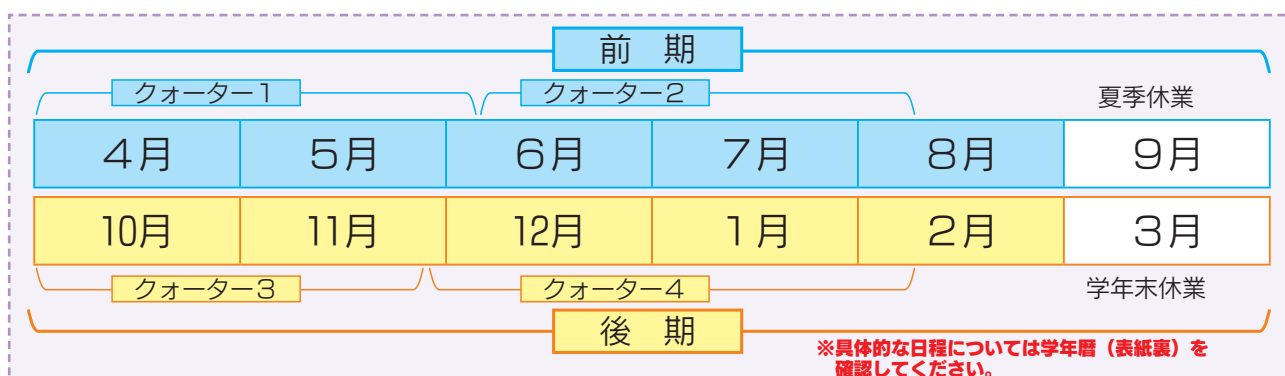 前 期
クォーター1 クォーター2 夏季休業
4月 5月 6月 7月 8月 9月
10月 11月 12月 1月 2月 3月
クォーター3 クォーター4 学年末休業
後 期
※具体的な日程については学年暦（表紙裏）を
確認してください。